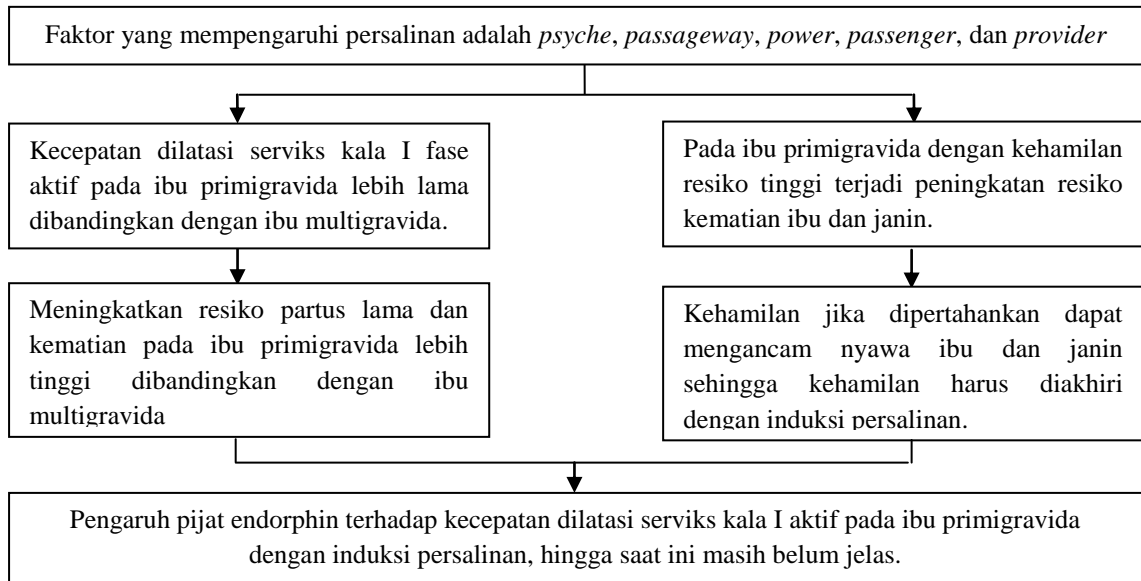 Faktor yang mempengaruhi persalinan adalah psyche, passageway, power, passenger, dan provider
Kecepatan dilatasi serviks kala I fase
aktif pada ibu primigravida lebih lama
dibandingkan dengan ibu multigravida.
Pada ibu primigravida dengan kehamilan
resiko tinggi terjadi peningkatan resiko
kematian ibu dan janin.
Meningkatkan resiko partus lama dan
kematian pada ibu primigravida lebih
tinggi dibandingkan dengan ibu
multigravida
Kehamilan jika dipertahankan dapat
mengancam nyawa ibu dan janin
sehingga kehamilan harus diakhiri
dengan induksi persalinan.
Pengaruh pijat endorphin terhadap kecepatan dilatasi serviks kala I aktif pada ibu primigravida
dengan induksi persalinan, hingga saat ini masih belum jelas.